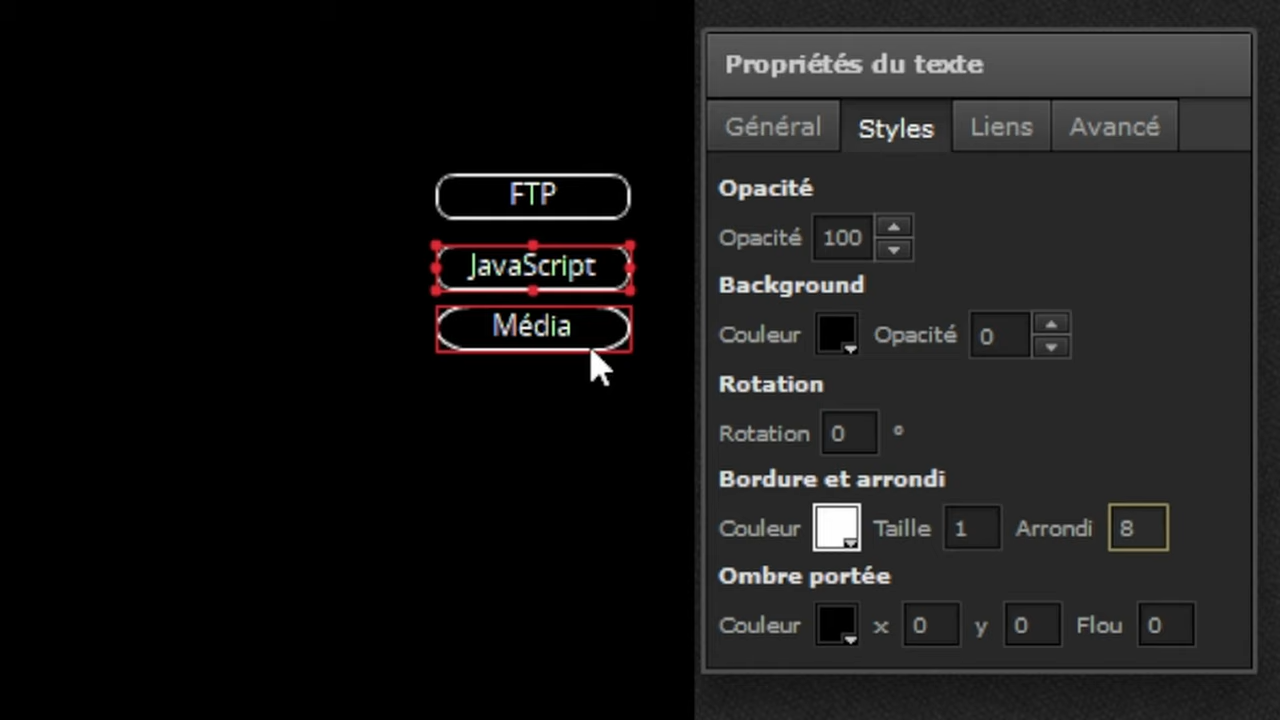 FTP
JavaScript
Média
Propriétés du texte
Général Styles Liens Avancé
Opacité
Opacité 100
Background
Couleur Opacité 0
Rotation
Rotation 0 °
Bordure et arrondi
Couleur Taille 1 Arrondi 8
Ombre portée
Couleur x 0 y 0 Flou 0